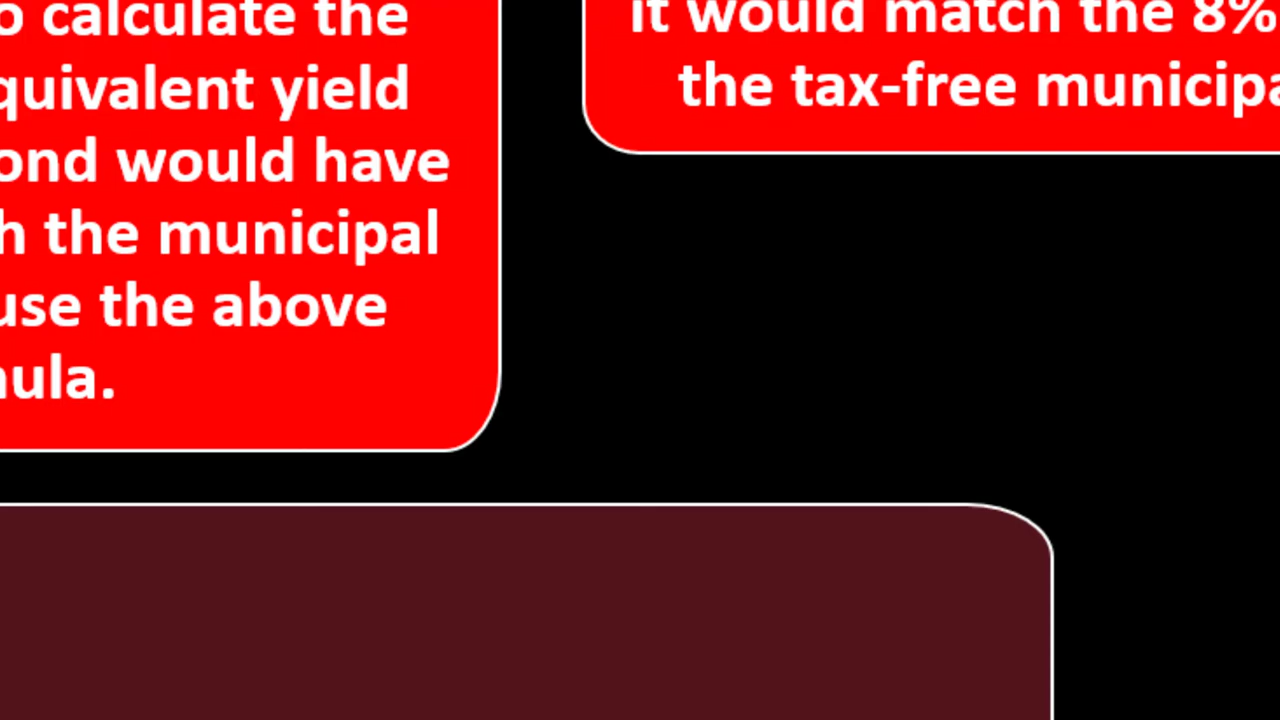 o calculate the
quivalent yield
ond would have
h the municipal
use the above
ula.
it would match the 8%
the tax-free municipa